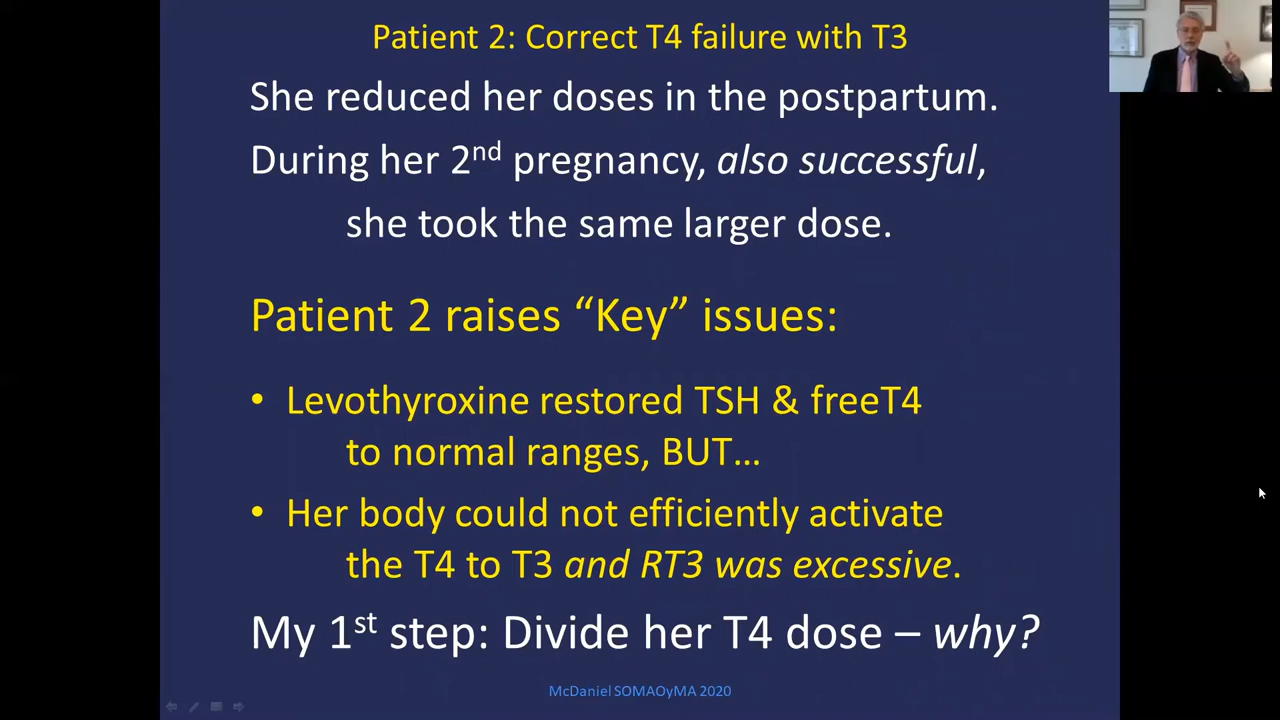 Patient 2: Correct T4 failure with T3
She reduced her doses in the postpartum.
During her 2nd pregnancy, also successful,
she took the same larger dose.
Patient 2 raises “Key” issues:
• Levothyroxine restored TSH & freeT4
to normal ranges, BUT…
• Her body could not efficiently activate
the T4 to T3 and RT3 was excessive.
My 1st step: Divide her T4 dose – why?
McDaniel SOMAOyMA 2020